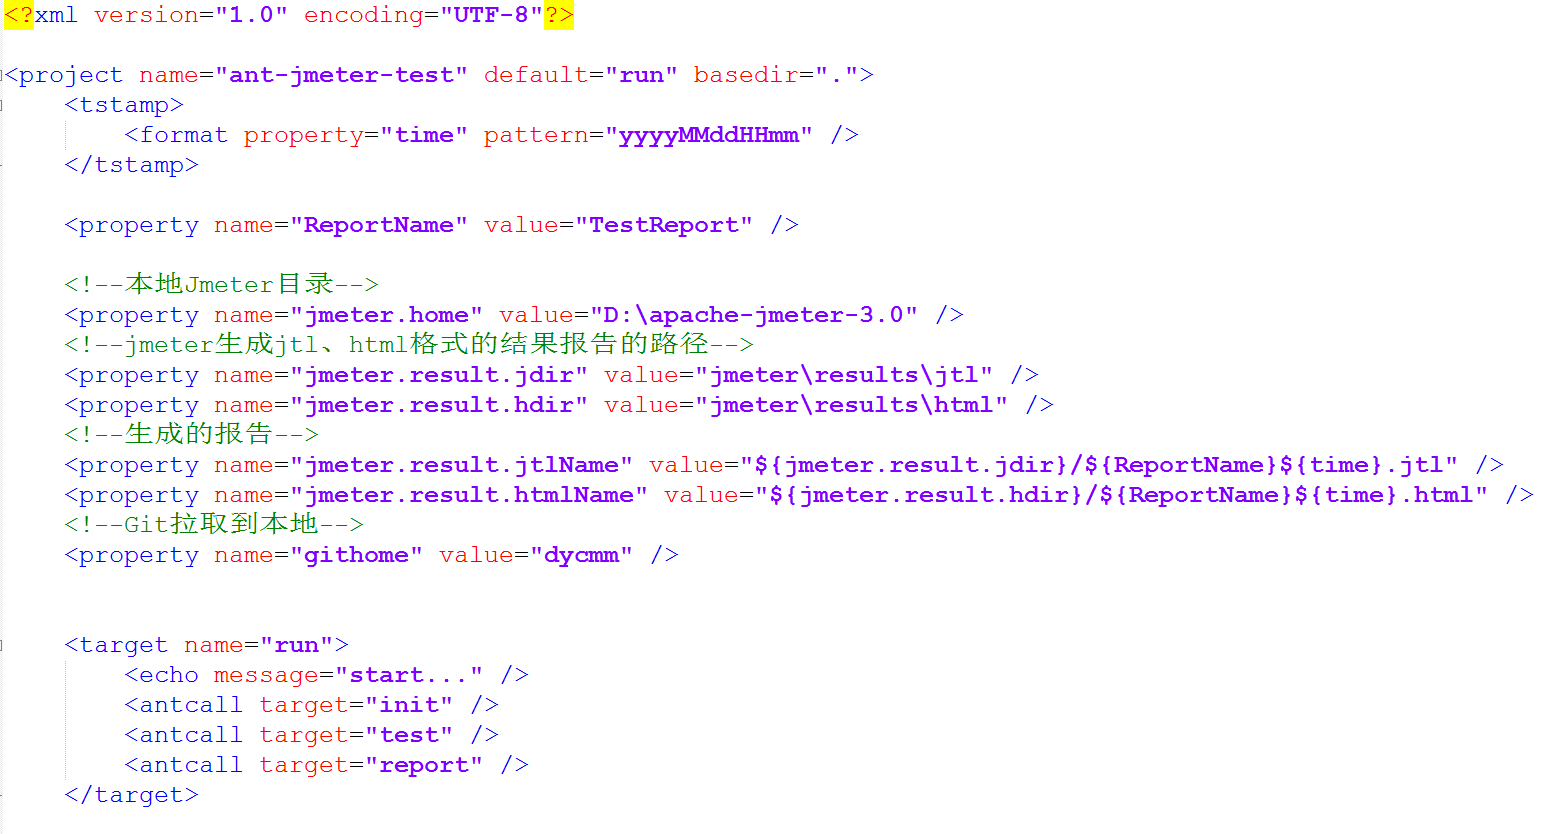 <?xml version="1.0" encoding="UTF-8"?>
<project name="ant-jmeter-test" default="run" basedir=".">
<tstamp>
<format property="time" pattern="yyyyMMddHHmm" />
</tstamp>
<property name="ReportName" value="TestReport" />
<!--本地Jmeter目录-->
<property name="jmeter.home" value="D:\apache-jmeter-3.0" />
<!--jmeter生成jtl、html格式的结果报告的路径-->
<property name="jmeter.result.jdir" value="jmeter\results\jtl" />
<property name="jmeter.result.hdir" value="jmeter\results\html" />
<!--生成的报告-->
<property name="jmeter.result.jtlName" value="${jmeter.result.jdir}/${ReportName}${time}.jtl" />
<property name="jmeter.result.htmlName" value="${jmeter.result.hdir}/${ReportName}${time}.html" />
<!--Git拉取到本地-->
<property name="githome" value="dycmm" />
<target name="run">
<echo message="start..." />
<antcall target="init" />
<antcall target="test" />
<antcall target="report" />
</target>